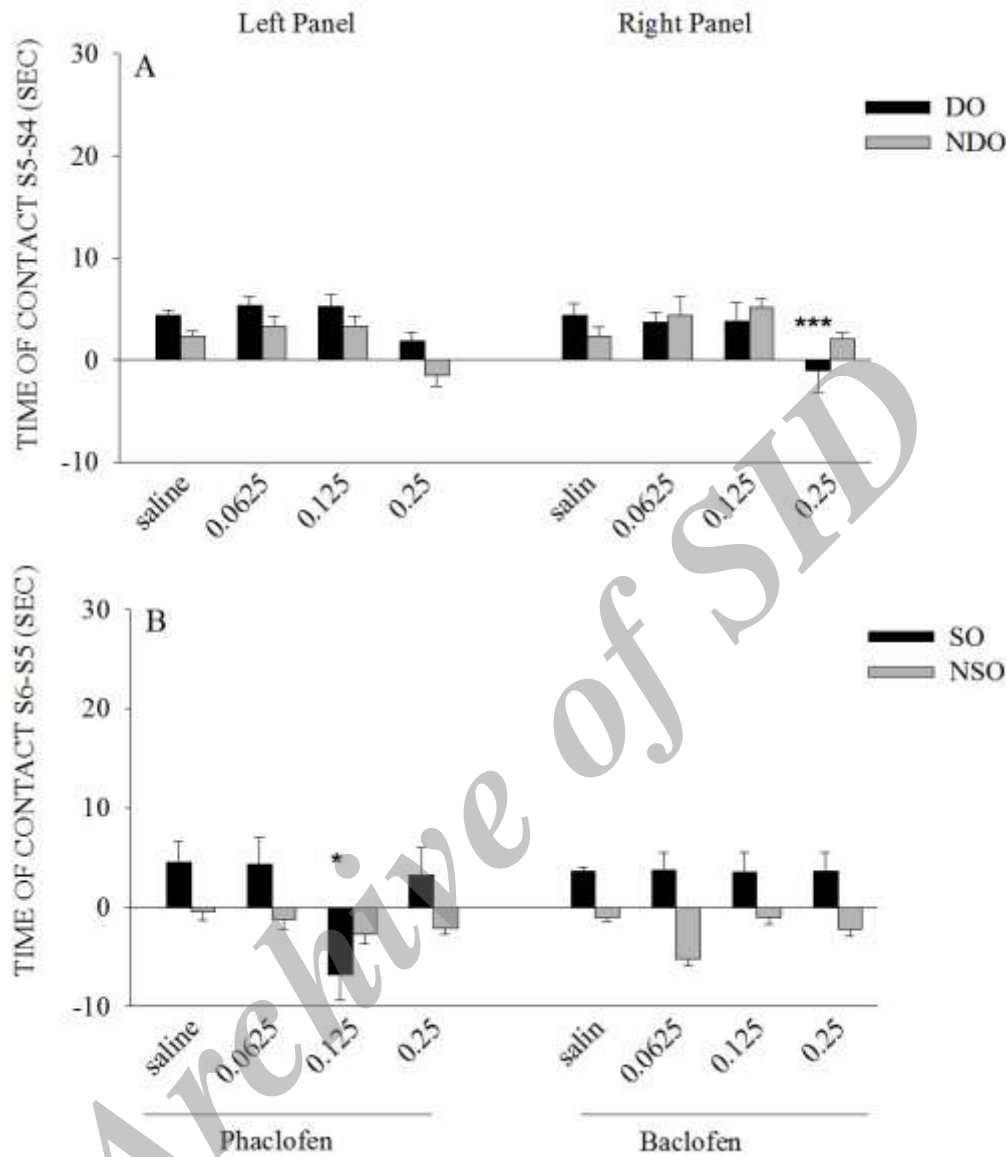 Left Panel
Right Panel
TIME OF CONTACT S5-S4 (SEC)
A
30
20
10
0
-10
DO
NDO
***
saline
0.0625
0.125
0.25
salin
0.0625
0.125
0.25
TIME OF CONTACT S6-S5 (SEC)
B
30
20
10
0
-10
SO
NSO
*
saline
0.0625
0.125
0.25
salin
0.0625
0.125
0.25
Phaclofen
Baclofen
Archive of SID